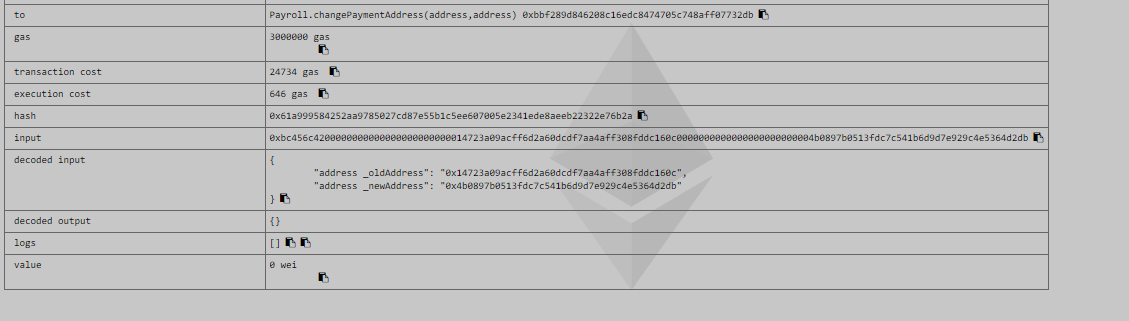 to Payroll.changePaymentAddress(address,address) 0xbbf289d846208c16edc8474705c748aff07732db
gas 3000000 gas
transaction cost 24734 gas
execution cost 646 gas
hash 0x61a999584252aa9785027cd87e55b1c5ee607005e2341ede8aeeb22322e76b2a
input 0xbc456c4200000000000000000000000014723a09acff6d2a60dcdf7aa4aff308fddc160c0000000000000000000000004b0897b0513fdc7c541b6d9d7e929c4e5364d2db
decoded input {
"address _oldAddress": "0x14723a09acff6d2a60dcdf7aa4aff308fddc160c",
"address _newAddress": "0x4b0897b0513fdc7c541b6d9d7e929c4e5364d2db"
}
decoded output {}
logs []
value 0 wei